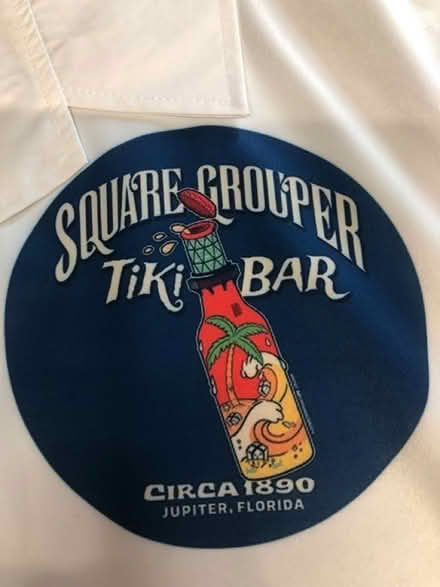 SQUARE GROUPER
TiKi BAR
CIRCA 1890
JUPITER, FLORIDA